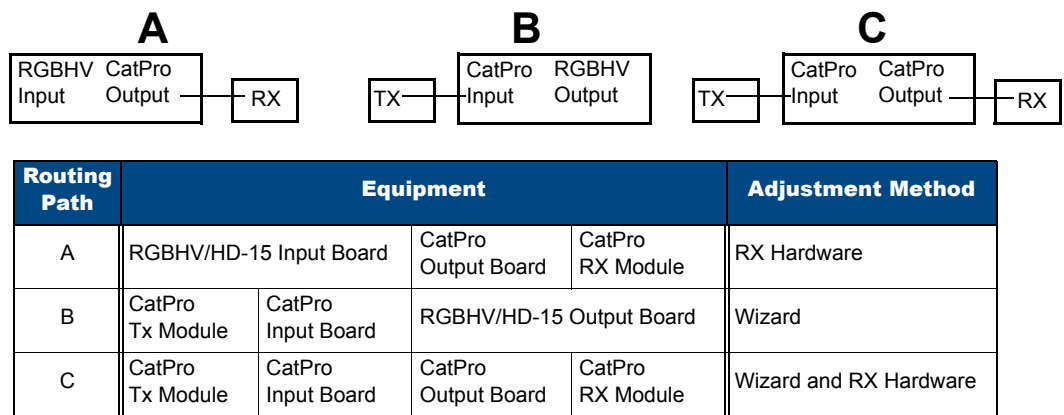 A
B
C
RGBHV Input
CatPro Output
RX
TX
CatPro Input
RGBHV Output
TX
CatPro Input
CatPro Output
RX
Routing Path
Equipment
Adjustment Method
A
RGBHV/HD-15 Input Board
CatPro
Output Board
CatPro
RX Module
RX Hardware
B
CatPro
Tx Module
CatPro
Input Board
RGBHV/HD-15 Output Board
Wizard
C
CatPro
Tx Module
CatPro
Input Board
CatPro
Output Board
CatPro
RX Module
Wizard and RX Hardware